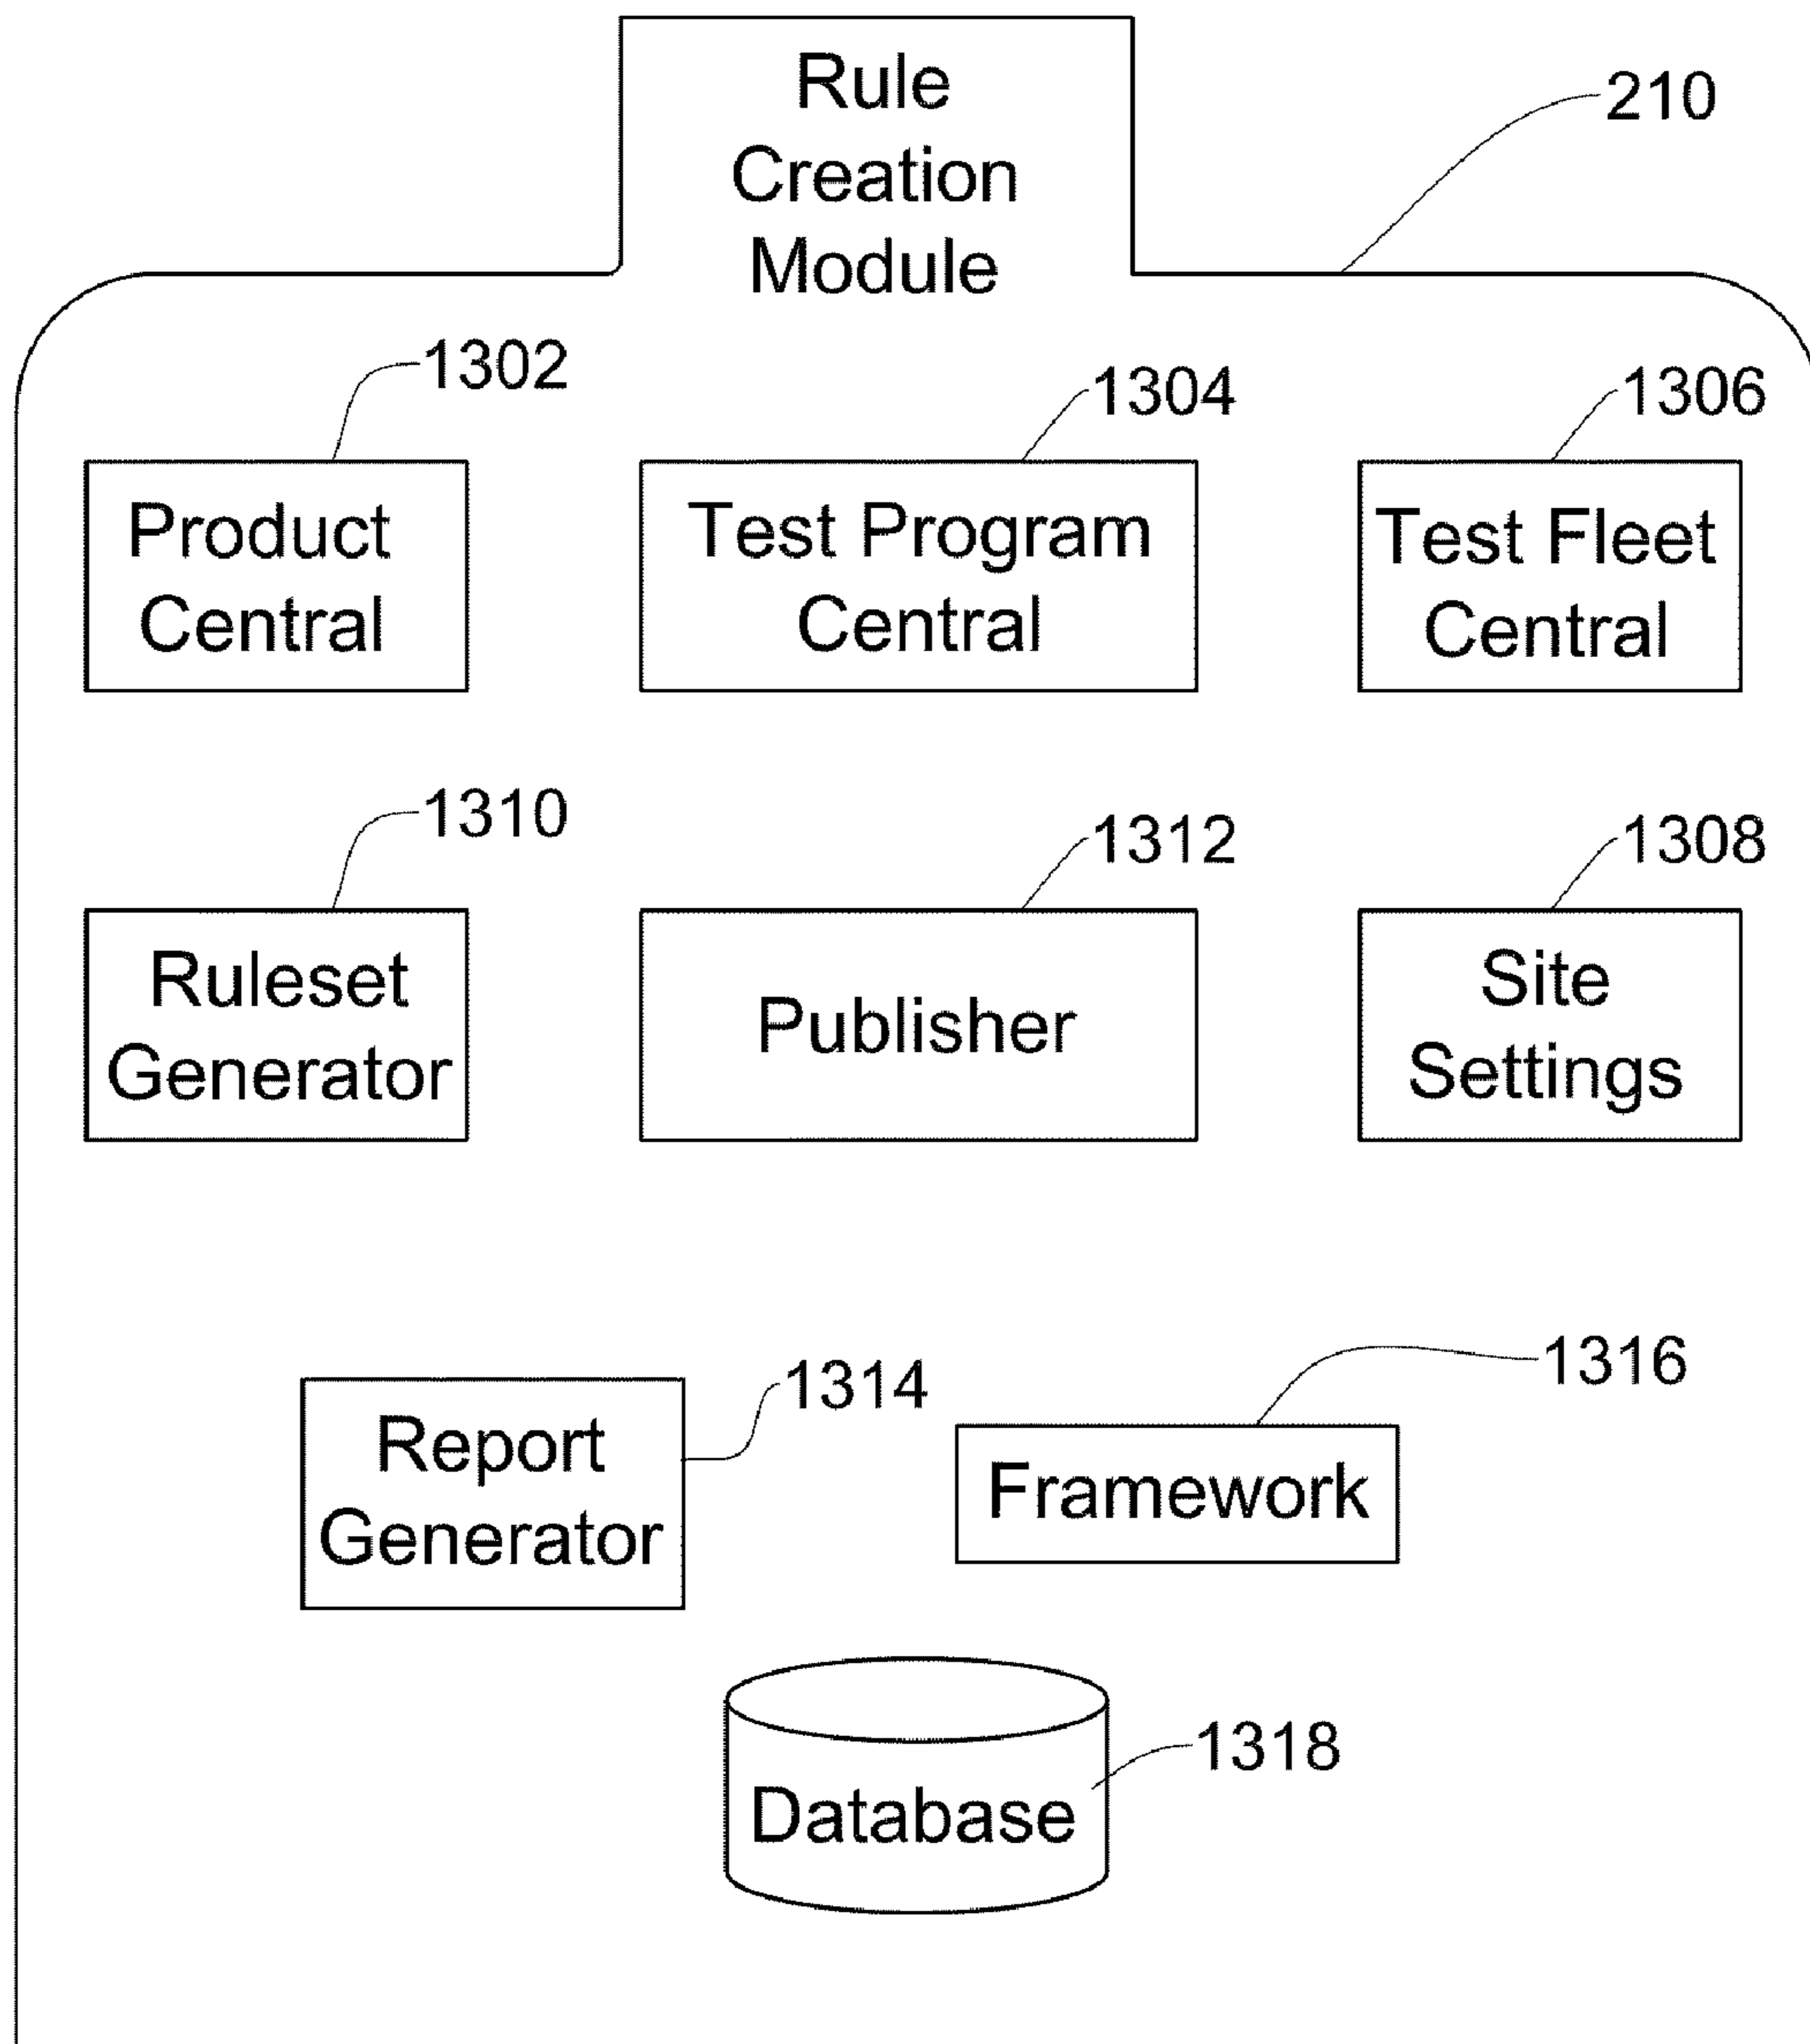 Rule
Creation
Module
210
1302
1304
1306
Product
Central
Test Program
Central
Test Fleet
Central
1310
1312
1308
Ruleset
Generator
Publisher
Site
Settings
1314
1316
Report
Generator
Framework
1318
Database